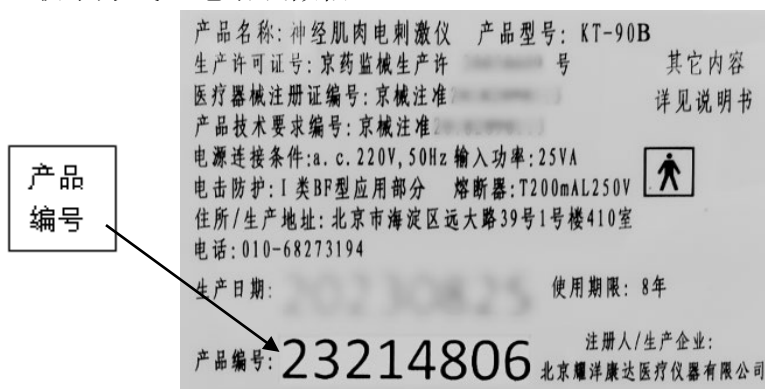 产品名称:神经肌肉电刺激仪 产品型号: KT-90B
生产许可证号:京药监械生产许 号
其它内容
医疗器械注册证编号:京械注准
详见说明书
产品技术要求编号:京械注准
电源连接条件:a.c.220V,50Hz 输入功率:25VA
电击防护:I 类BF型应用部分 熔断器:T200mAL250V
住所/生产地址:北京市海淀区远大路39号1号楼410室
电话:010-68273194
生产日期: 20230825 使用期限: 8年
产品编号:23214806
注册人/生产企业:
北京耀洋康达医疗仪器有限公司
产品
编号